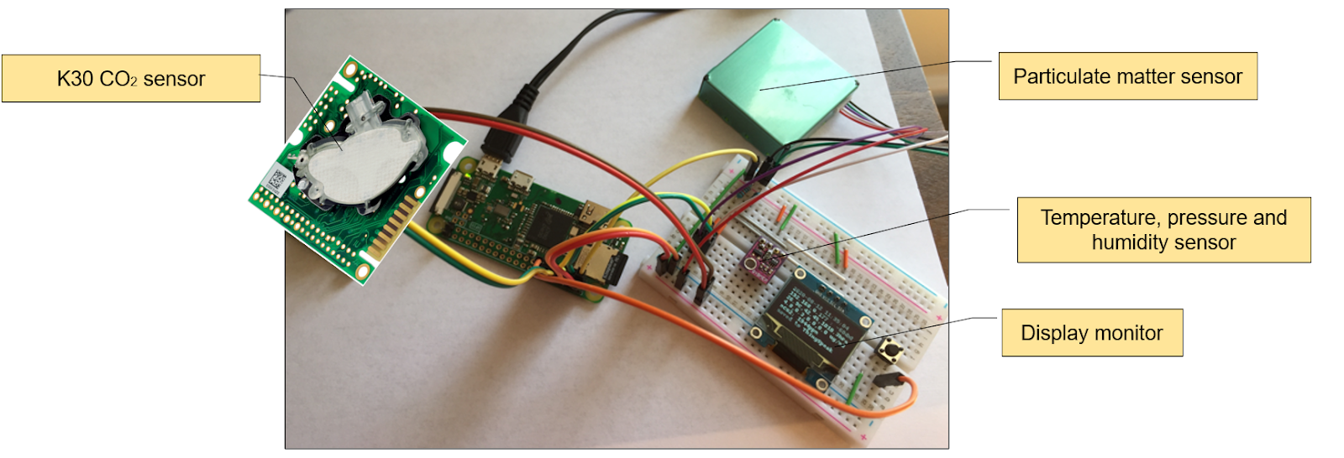 K30 CO₂ sensor
Particulate matter sensor
Temperature, pressure and
humidity sensor
Display monitor